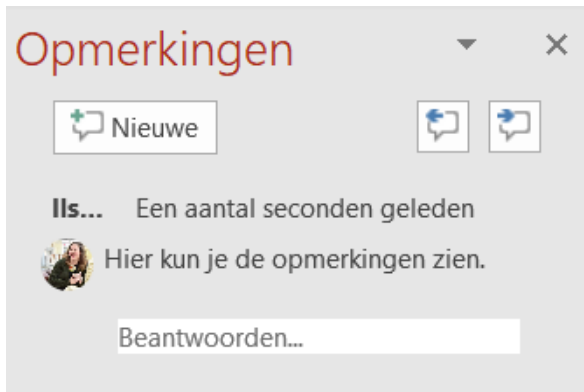 Opmerkingen
Nieuwe
Ils... Een aantal seconden geleden
Hier kun je de opmerkingen zien.
Beantwoorden...